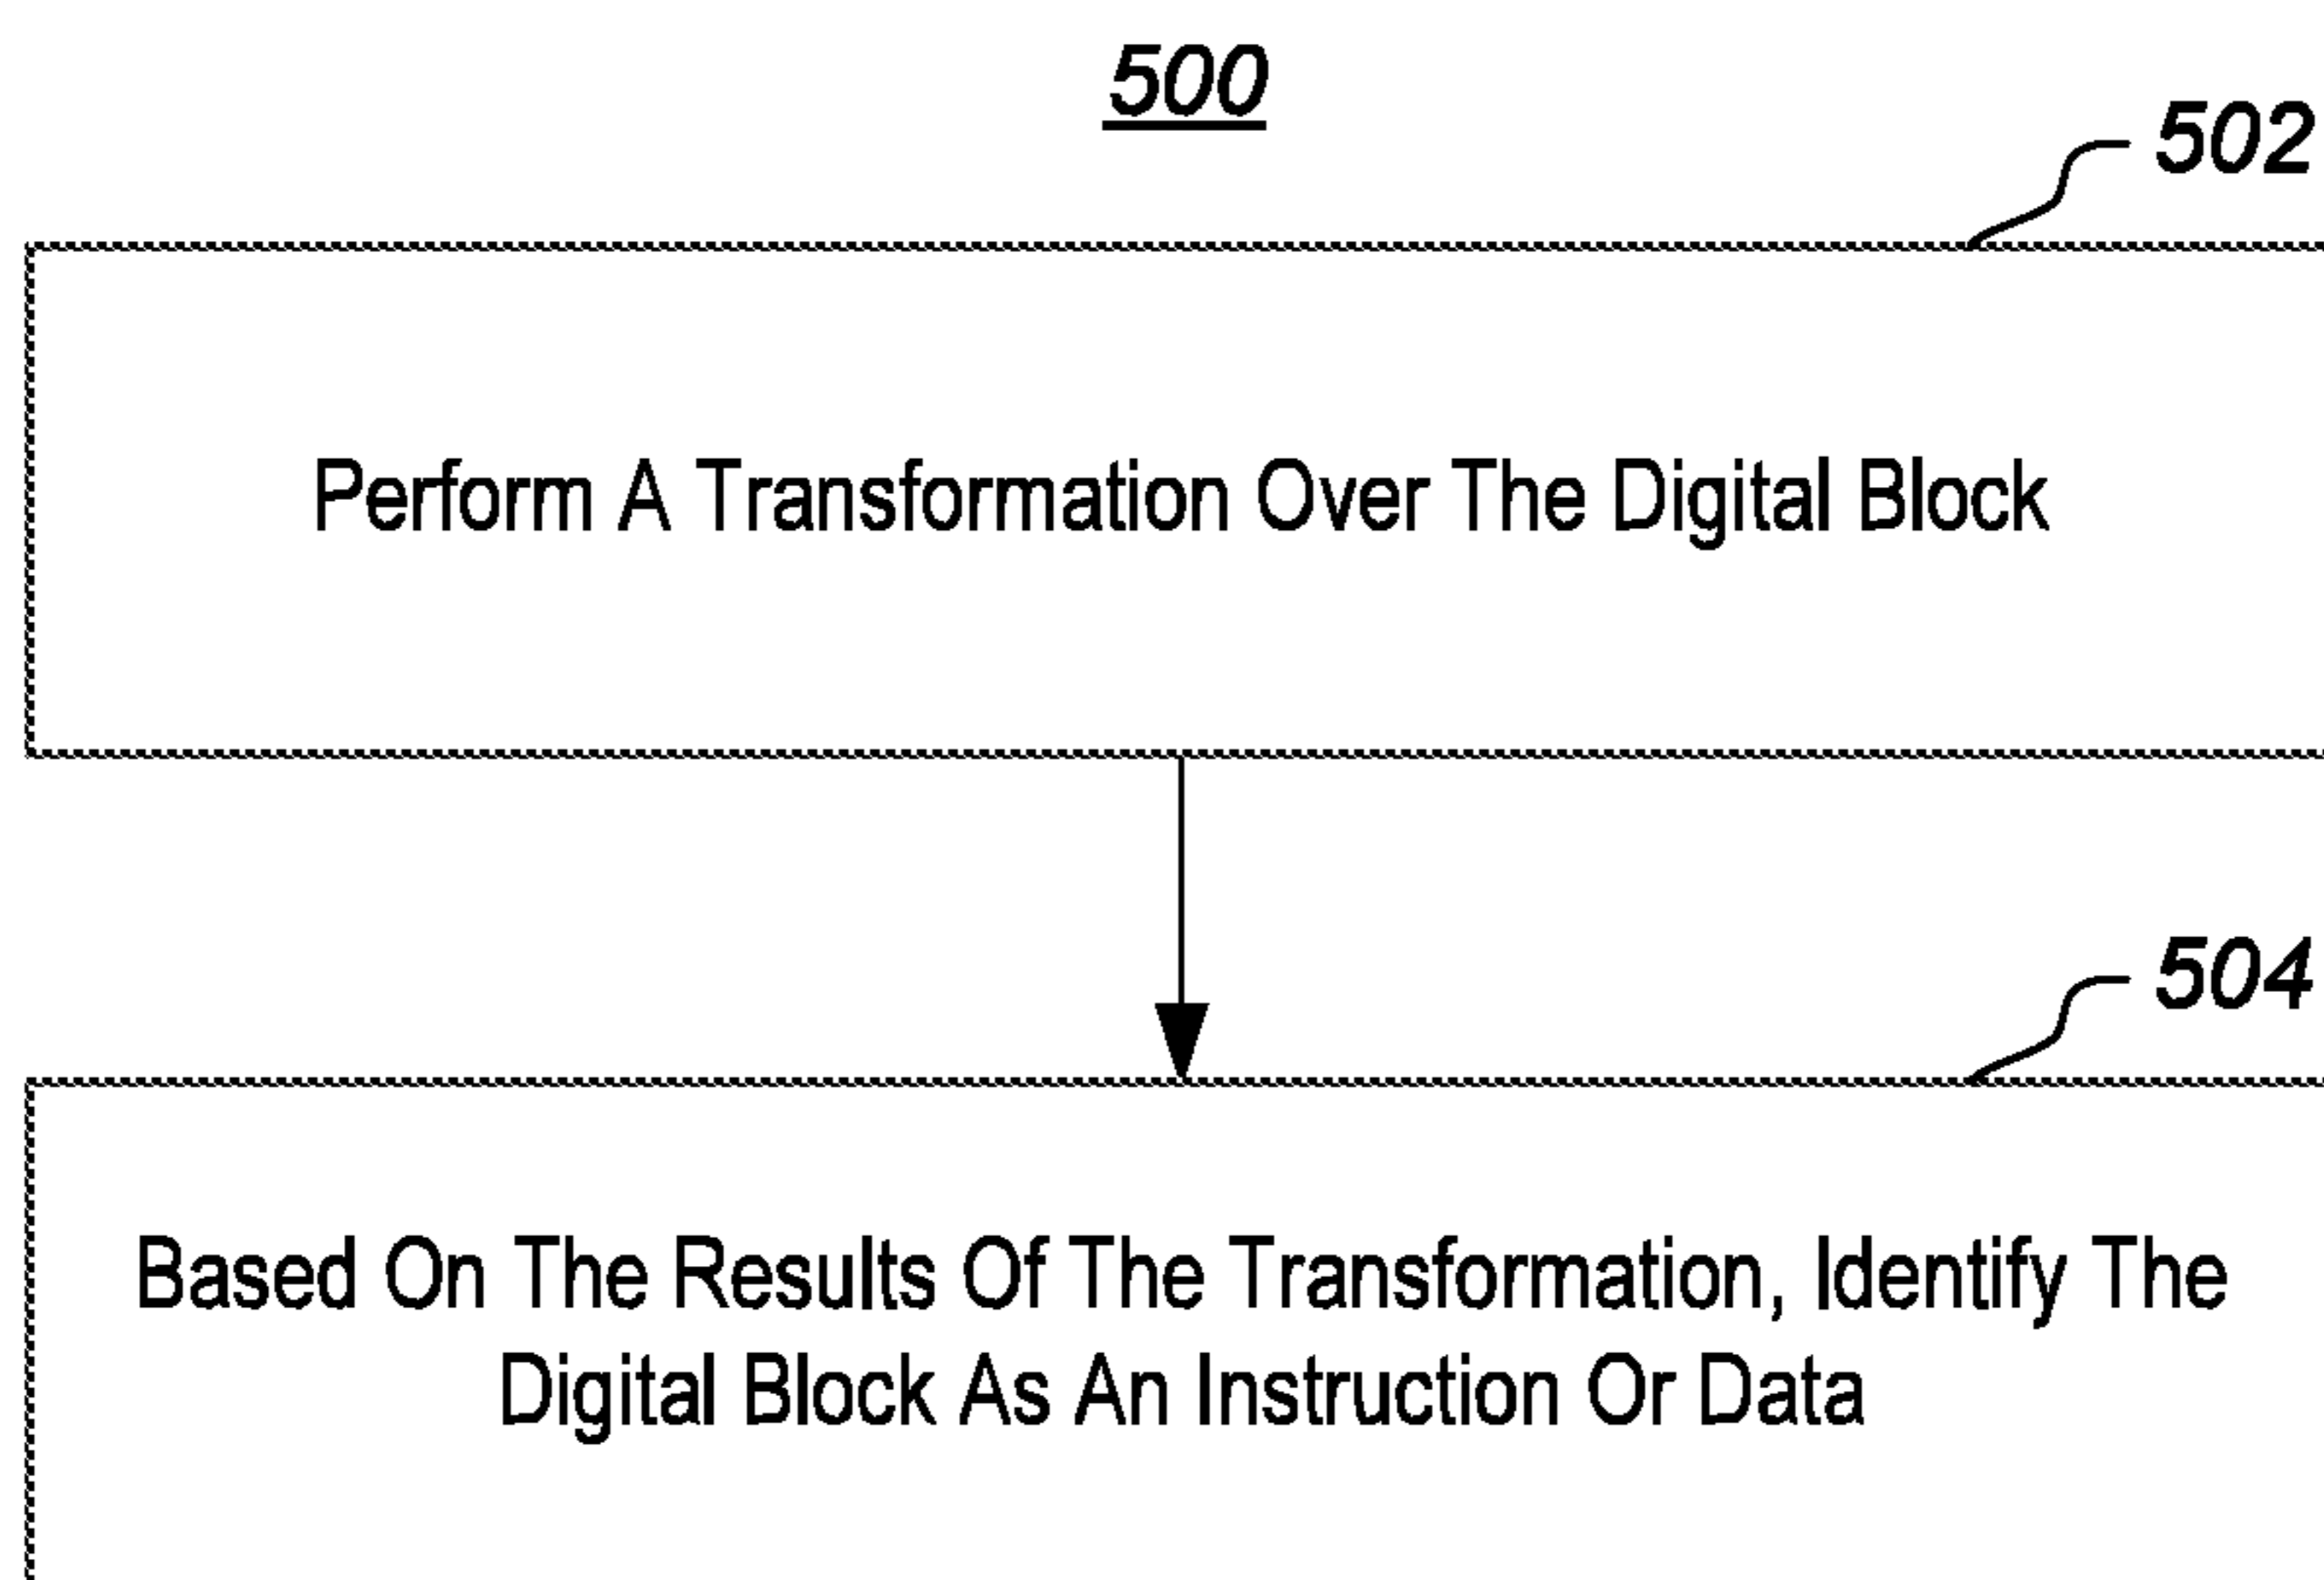 500
502
Perform A Transformation Over The Digital Block
504
Based On The Results Of The Transformation, Identify The
Digital Block As An Instruction Or Data